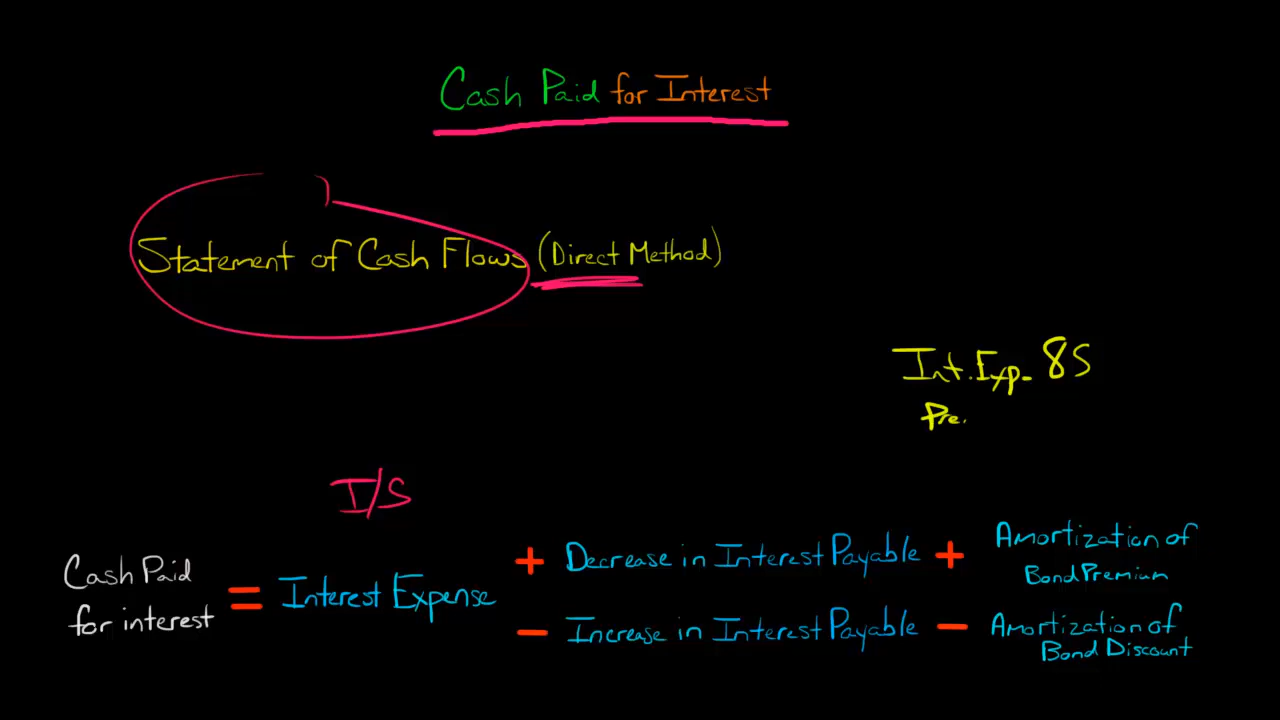 Cash Paid for Interest
Statement of Cash Flows (Direct Method)
Int. Exp. 85
Pre.
I/S
Cash Paid
for interest
= Interest Expense
+ Decrease in Interest Payable + Amortization of
Bond Premium
- Increase in Interest Payable - Amortization of
Bond Discount